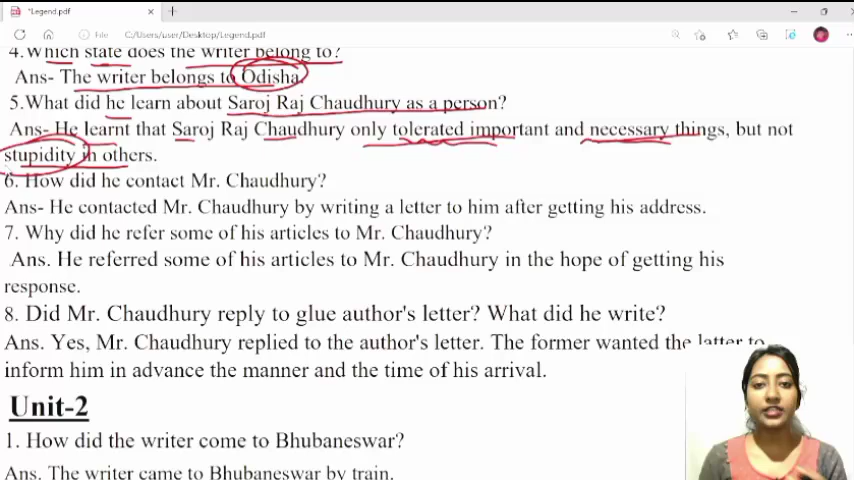 *Legend.pdf
File C:/Users/user/Desktop/Legend.pdf
4.Which state does the writer belong to?
Ans- The writer belongs to Odisha.
5.What did he learn about Saroj Raj Chaudhury as a person?
Ans- He learnt that Saroj Raj Chaudhury only tolerated important and necessary things, but not
stupidity in others.
6. How did he contact Mr. Chaudhury?
Ans- He contacted Mr. Chaudhury by writing a letter to him after getting his address.
7. Why did he refer some of his articles to Mr. Chaudhury?
Ans. He referred some of his articles to Mr. Chaudhury in the hope of getting his
response.
8. Did Mr. Chaudhury reply to glue author's letter? What did he write?
Ans. Yes, Mr. Chaudhury replied to the author's letter. The former wanted the latter to
inform him in advance the manner and the time of his arrival.
Unit-2
1. How did the writer come to Bhubaneswar?
Ans. The writer came to Bhubaneswar by train.